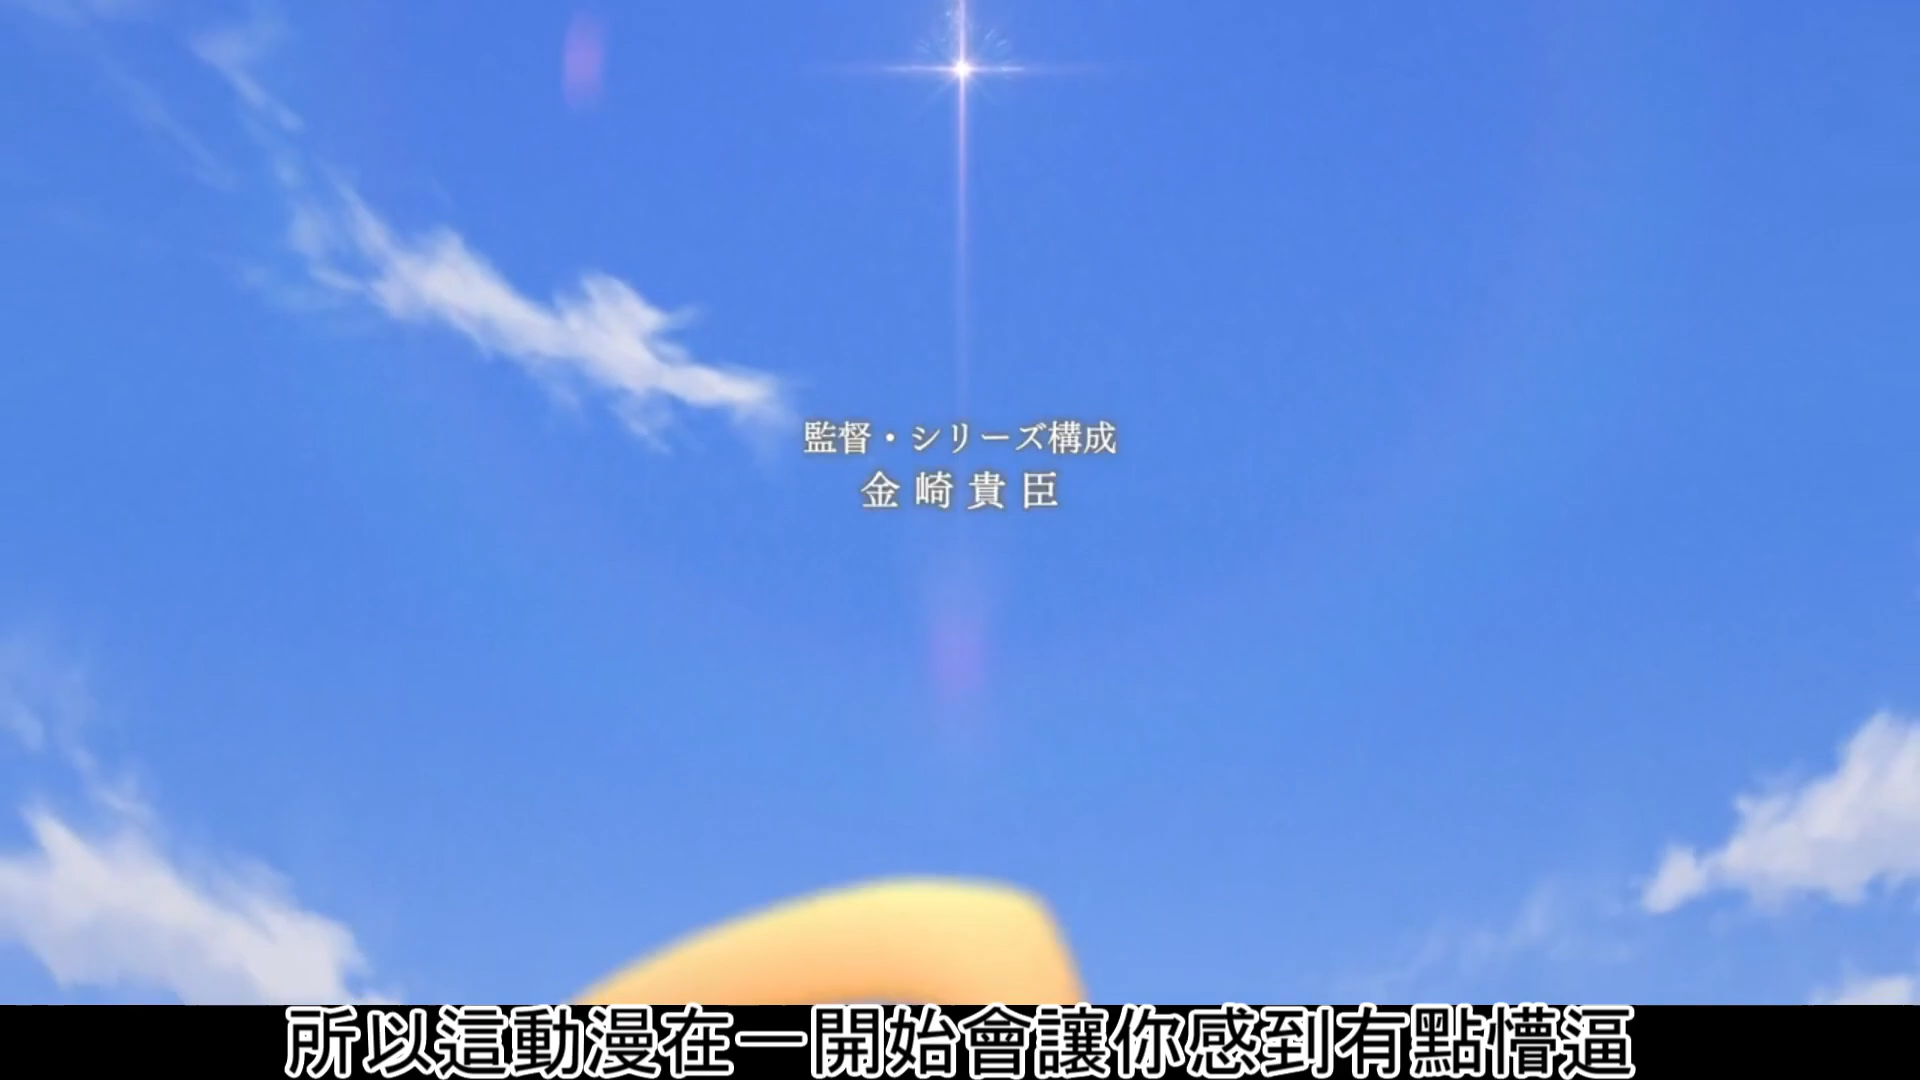 監督・シリーズ構成
金崎貴臣
所以這動漫在一開始會讓你感到有點懵逼